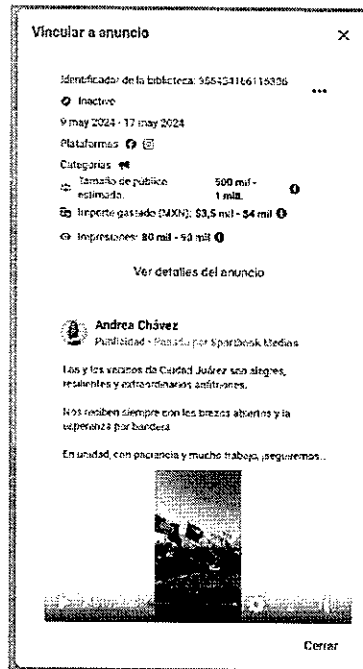 Vincular a anuncio
Identificador de la biblioteca:
Inactivo
9 may 2024 - 17 may 2024
Plataformas
Categorías
Tamaño de público estimado: 500 mil - 1 mill.
Importe gastado (MXN): $3,5 mil - $4 mil
Impresiones: 80 mil - 90 mil
Ver detalles del anuncio
Andrea Chávez
Publicidad • Pagado por Sportbook Medios
Las y los vecinos de Ciudad Juárez son alegres,
resilientes y extraordinarios anfitriones.
Nos reciben siempre con los brazos abiertos y la
esperanza por bandera
En unidad, con paciencia y mucho trabajo, ¡seguiremos...
Cerrar